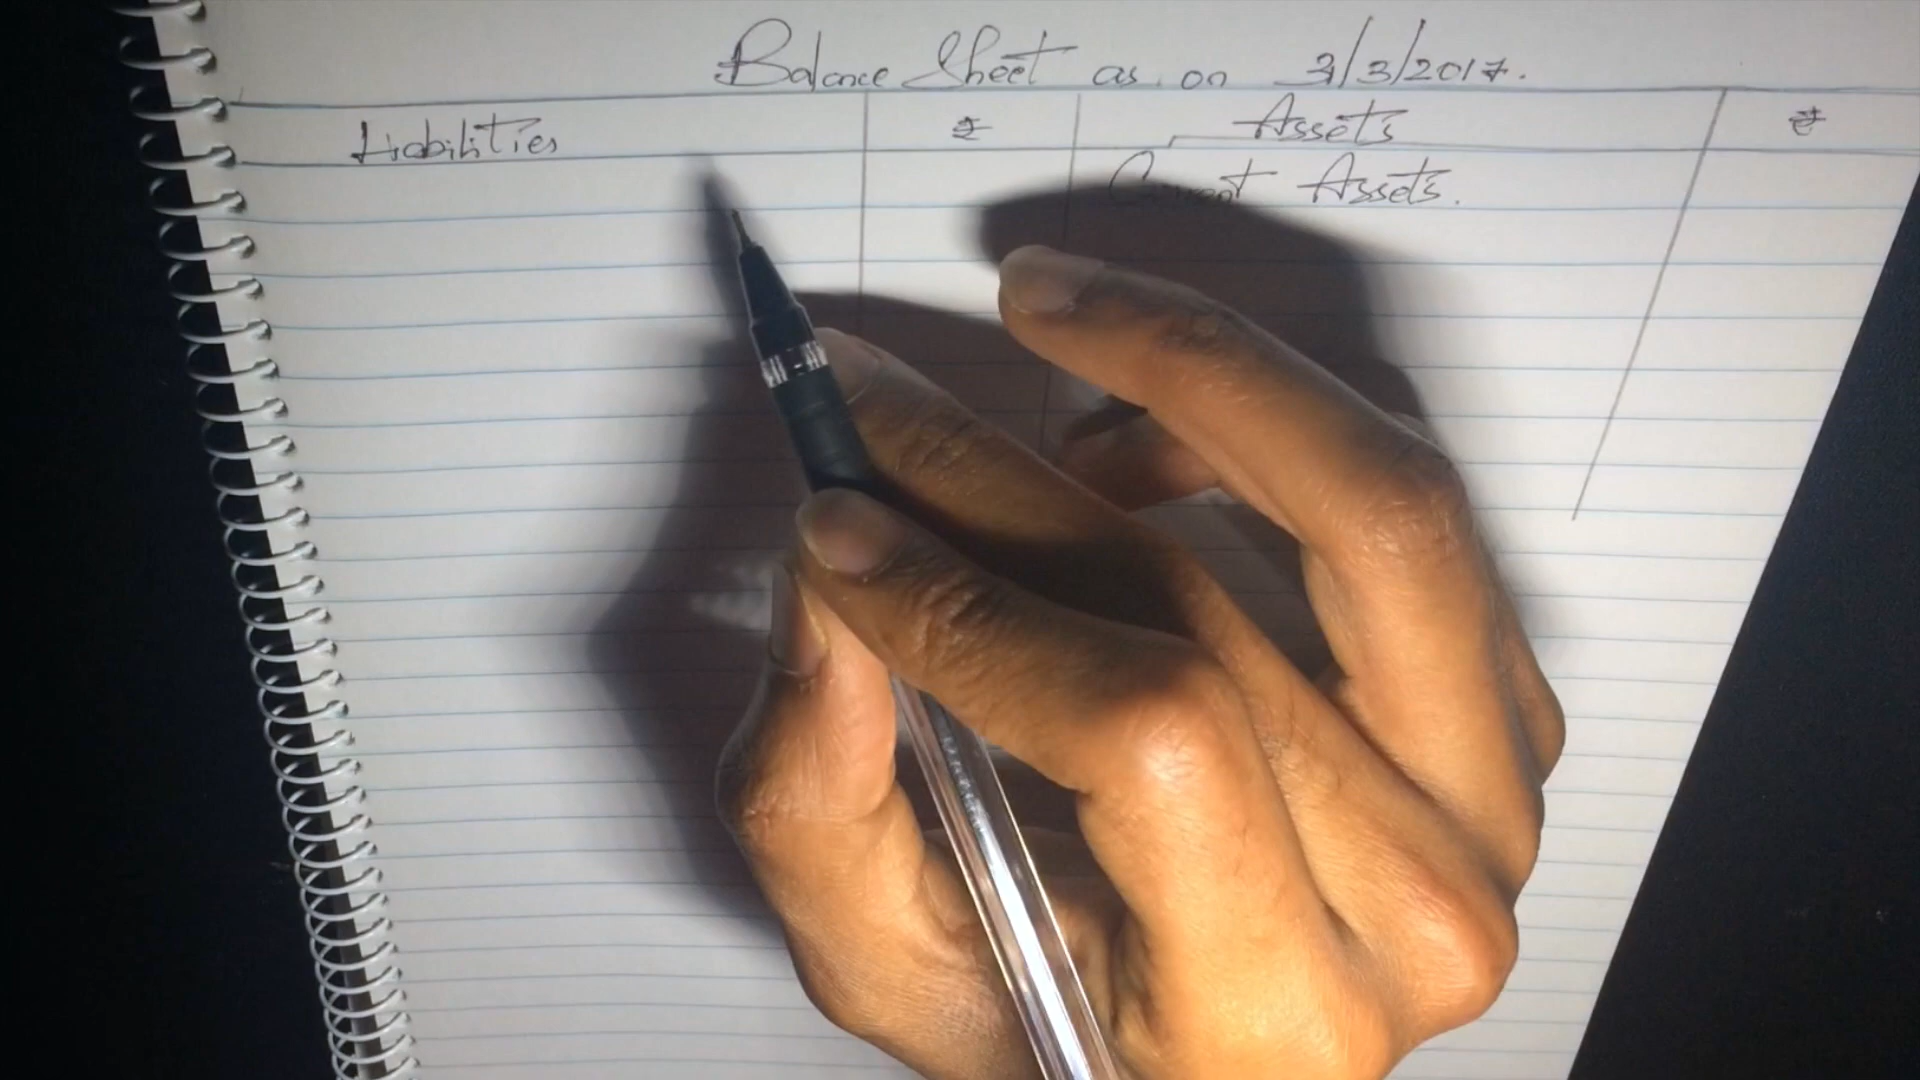 Balance Sheet as on 31/3/2017.
Liabilities ₹ Assets ₹
Current Assets.